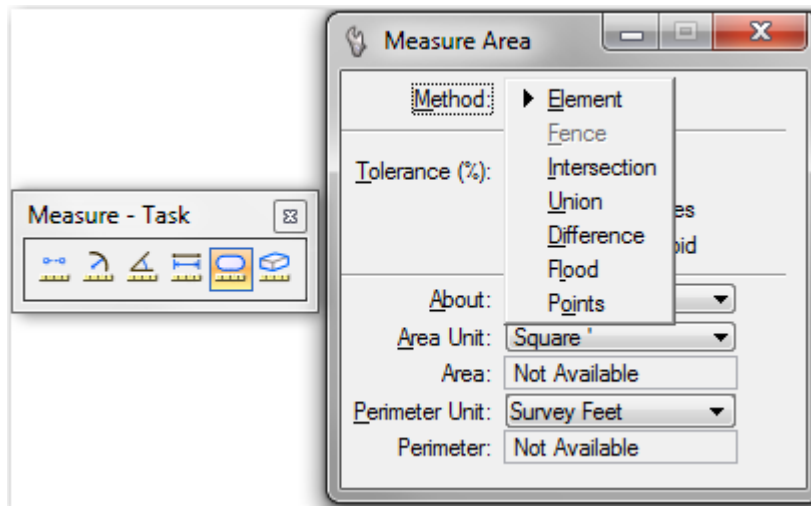 Measure Area
Method:
Element
Fence
Intersection
Union
Difference
Flood
Points
Tolerance (%):
es
oid
Measure - Task
About:
Area Unit: Square '
Area: Not Available
Perimeter Unit: Survey Feet
Perimeter: Not Available